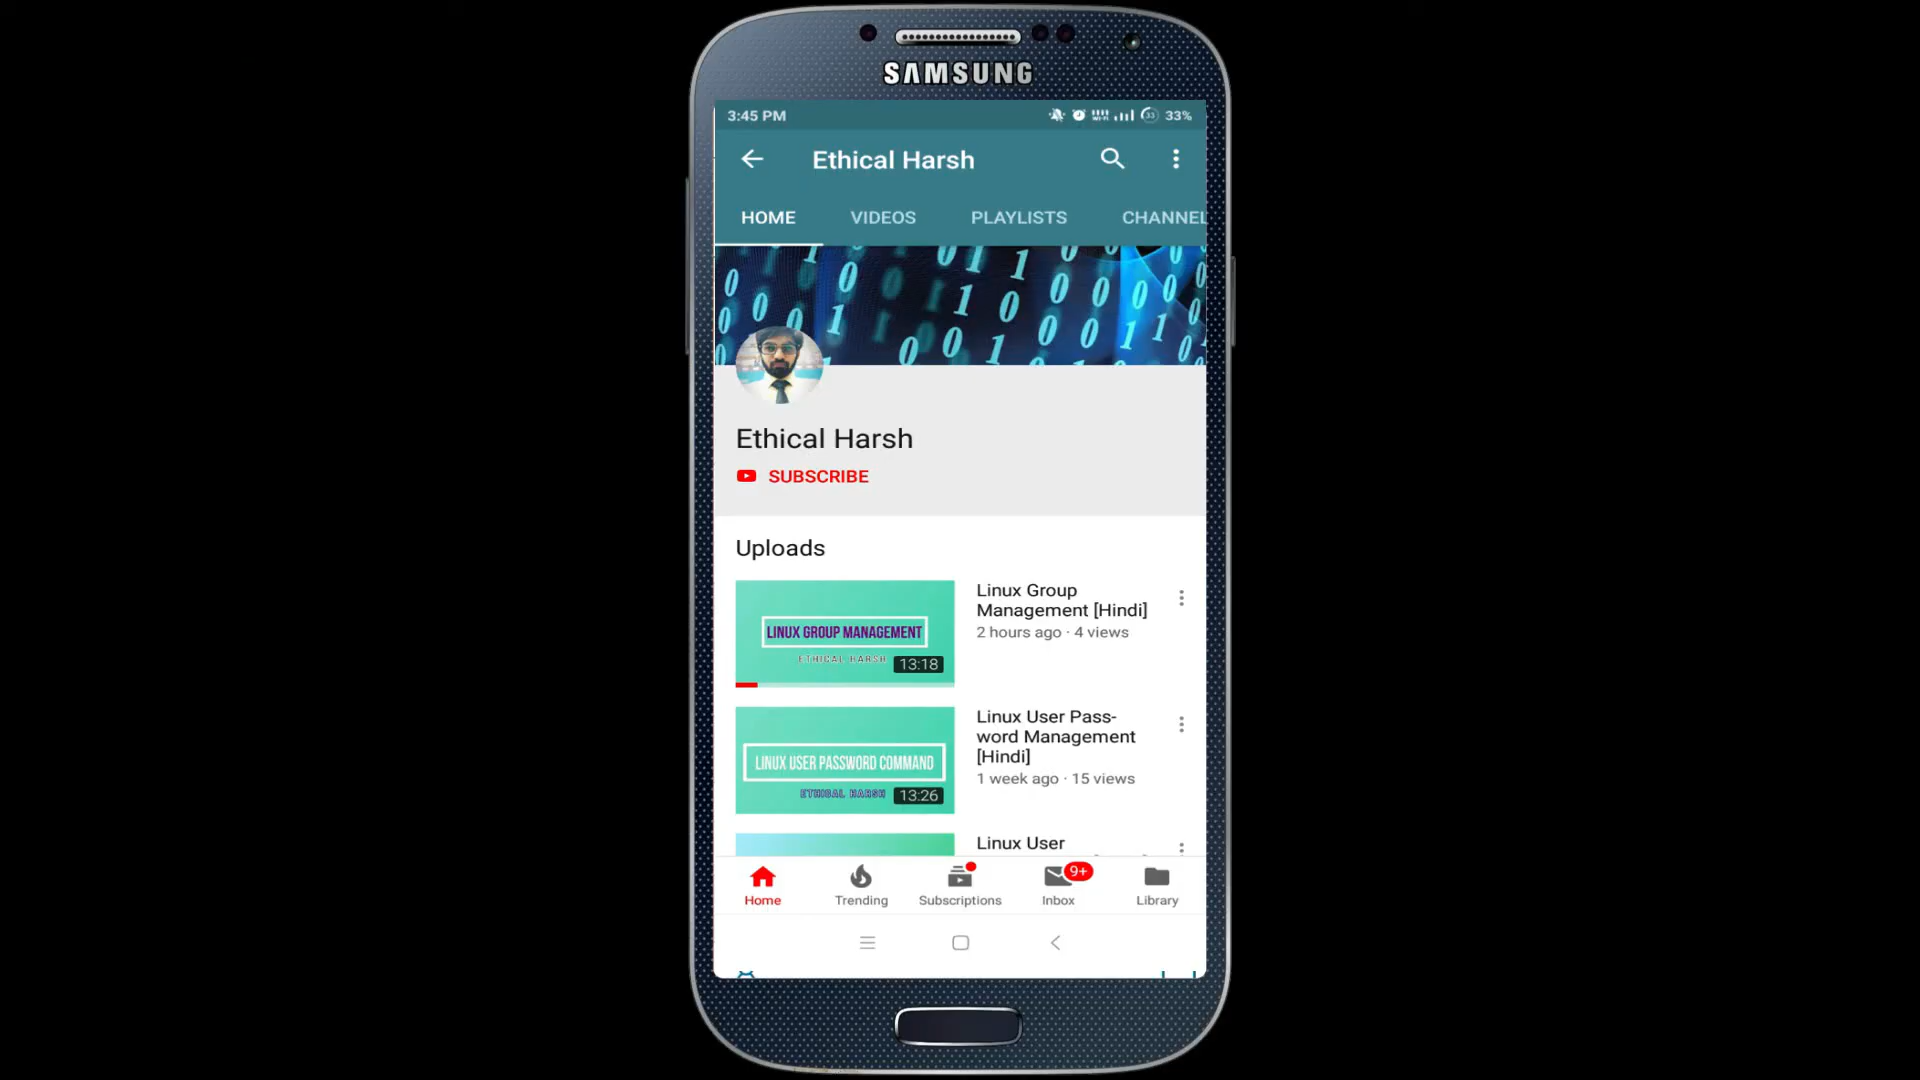 SAMSUNG
3:45 PM
33 33%
Ethical Harsh
HOME VIDEOS PLAYLISTS CHANNEL
Ethical Harsh
SUBSCRIBE
Uploads
LINUX GROUP MANAGEMENT
ETHICAL HARSH
13:18
Linux Group
Management [Hindi]
2 hours ago · 4 views
LINUX USER PASSWORD COMMAND
ETHICAL HARSH
13:26
Linux User Pass-
word Management
[Hindi]
1 week ago · 15 views
Linux User
9+
Home Trending Subscriptions Inbox Library